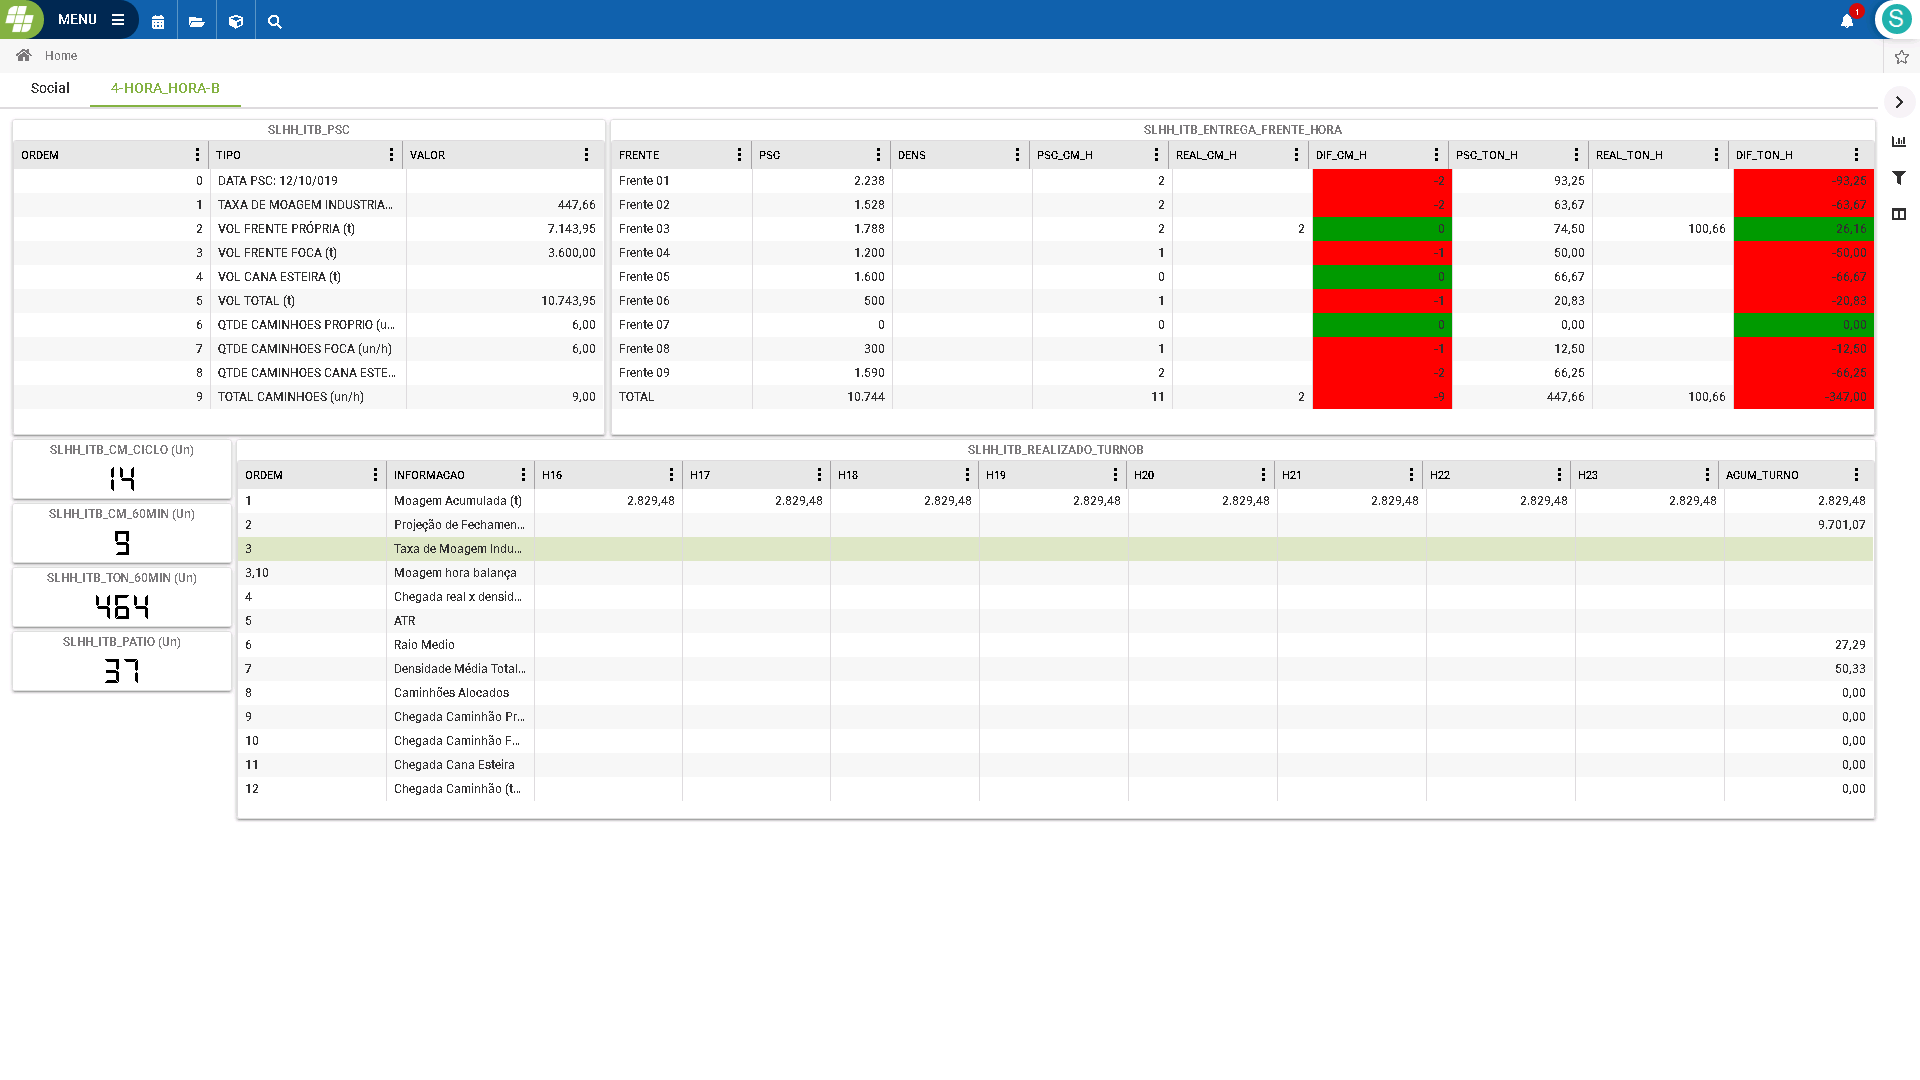 MENU
1
S
Home
Social
4-HORA_HORA-B
SLHH_ITB_PSC
ORDEM TIPO VALOR
0 DATA PSC: 12/10/019
1 TAXA DE MOAGEM INDUSTRIA... 447,66
2 VOL FRENTE PRÓPRIA (t) 7.143,95
3 VOL FRENTE FOCA (t) 3.600,00
4 VOL CANA ESTEIRA (t)
5 VOL TOTAL (t) 10.743,95
6 QTDE CAMINHOES PROPRIO (u... 6,00
7 QTDE CAMINHOES FOCA (un/h) 6,00
8 QTDE CAMINHOES CANA ESTE...
9 TOTAL CAMINHOES (un/h) 9,00
SLHH_ITB_ENTREGA_FRENTE_HORA
FRENTE PSC DENS PSC_CM_H REAL_CM_H DIF_CM_H PSC_TON_H REAL_TON_H DIF_TON_H
Frente 01 2.238 2 -2 93,25 -93,25
Frente 02 1.528 2 -2 63,67 -63,67
Frente 03 1.788 2 2 0 74,50 100,66 26,16
Frente 04 1.200 1 -1 50,00 -50,00
Frente 05 1.600 0 0 66,67 -66,67
Frente 06 500 1 -1 20,83 -20,83
Frente 07 0 0 0 0,00 0,00
Frente 08 300 1 -1 12,50 -12,50
Frente 09 1.590 2 -2 66,25 -66,25
TOTAL 10.744 11 2 -9 447,66 100,66 -347,00
SLHH_ITB_CM_CICLO (Un)
14
SLHH_ITB_CM_60MIN (Un)
9
SLHH_ITB_TON_60MIN (Un)
464
SLHH_ITB_PATIO (Un)
37
SLHH_ITB_REALIZADO_TURNOB
ORDEM INFORMACAO H16 H17 H18 H19 H20 H21 H22 H23 ACUM_TURNO
1 Moagem Acumulada (t) 2.829,48 2.829,48 2.829,48 2.829,48 2.829,48 2.829,48 2.829,48 2.829,48 2.829,48
2 Projeção de Fechamen... 9.701,07
3 Taxa de Moagem Indu...
3,10 Moagem hora balança
4 Chegada real x densid...
5 ATR
6 Raio Medio 27,29
7 Densidade Média Total... 50,33
8 Caminhões Alocados 0,00
9 Chegada Caminhão Pr... 0,00
10 Chegada Caminhão F... 0,00
11 Chegada Cana Esteira 0,00
12 Chegada Caminhão (t... 0,00